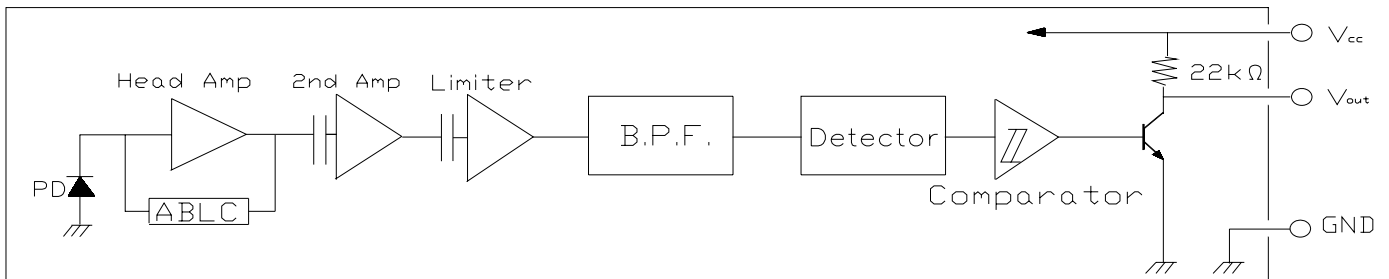 Head Amp
2nd Amp
Limiter
Vcc
22kΩ
Vout
B.P.F.
Detector
PD
ABLC
Comparator
GND